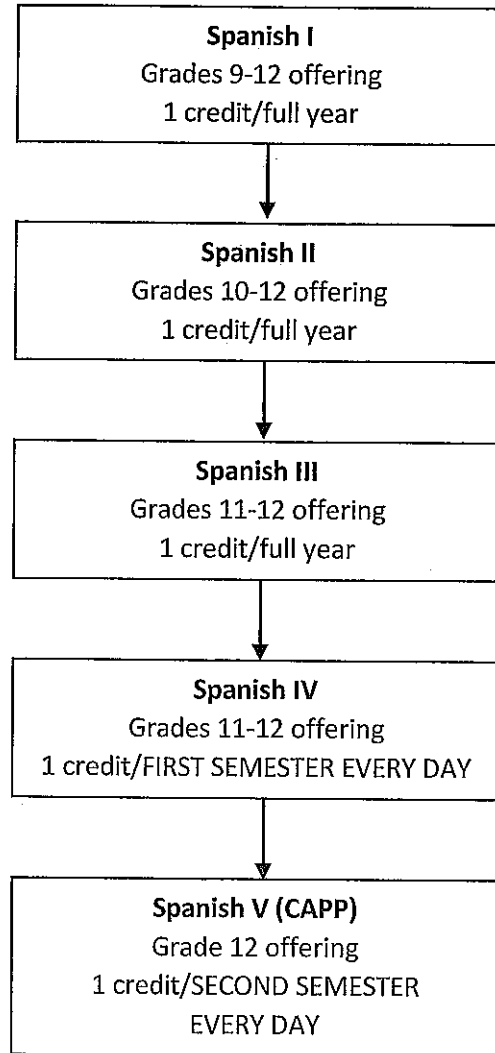 Spanish I
Grades 9-12 offering
1 credit/full year
Spanish II
Grades 10-12 offering
1 credit/full year
Spanish III
Grades 11-12 offering
1 credit/full year
Spanish IV
Grades 11-12 offering
1 credit/FIRST SEMESTER EVERY DAY
Spanish V (CAPP)
Grade 12 offering
1 credit/SECOND SEMESTER
EVERY DAY